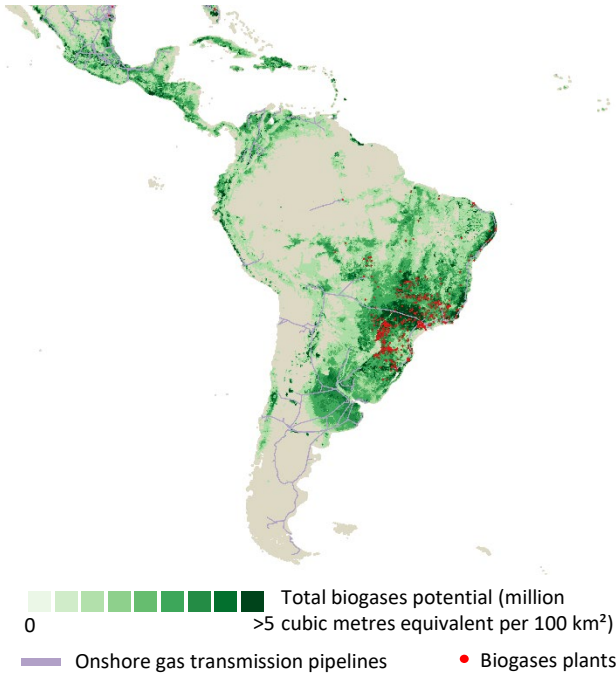 Total biogases potential (million
0 >5 cubic metres equivalent per 100 km²)
Onshore gas transmission pipelines Biogases plants